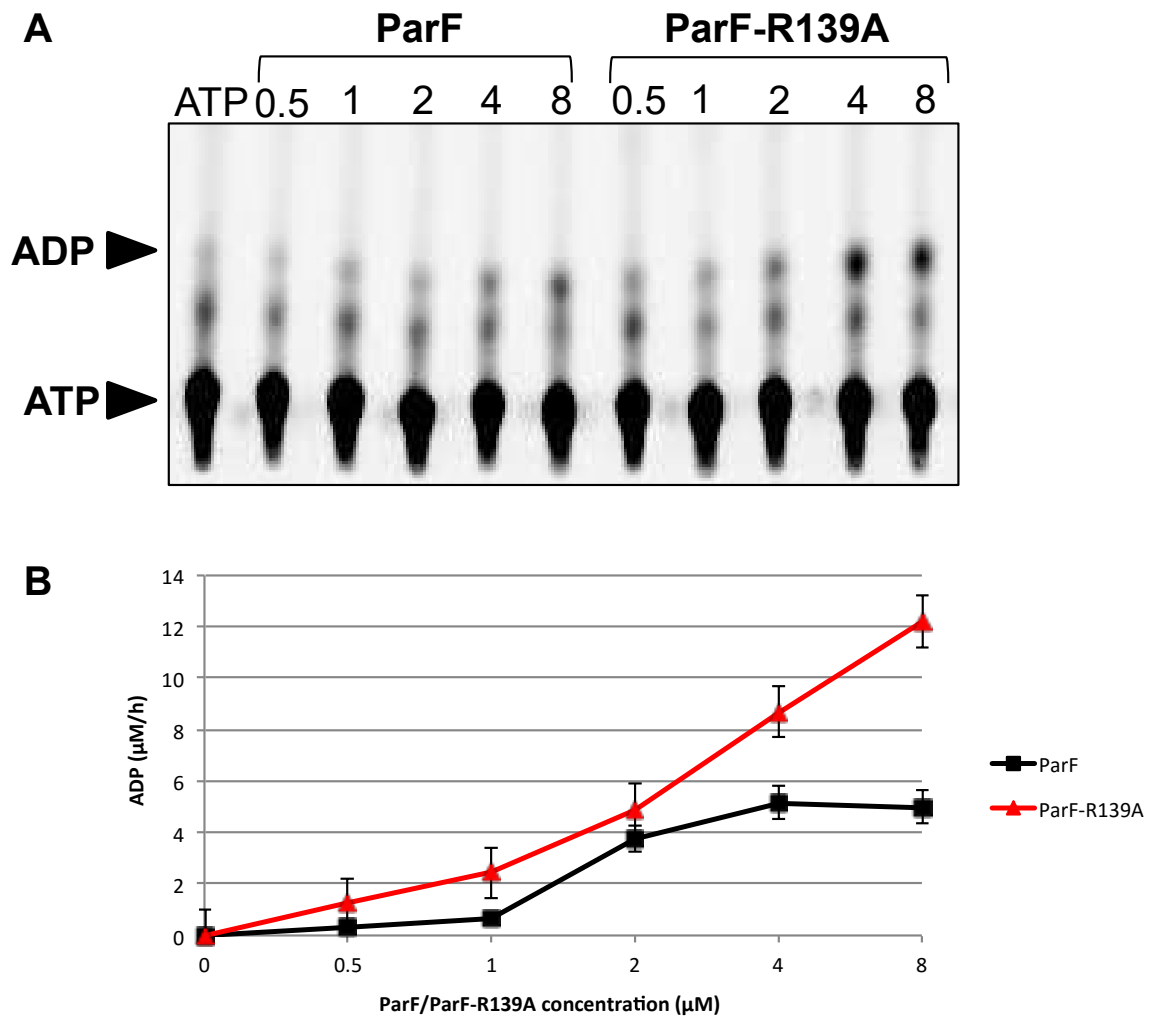 A
ParF ParF-R139A
ATP 0.5 1 2 4 8 0.5 1 2 4 8
ADP
ATP
B
14
12
10
8
6
4
2
0
ADP (µM/h)
0 0.5 1 2 4 8
ParF/ParF-R139A concentration (µM)
ParF
ParF-R139A